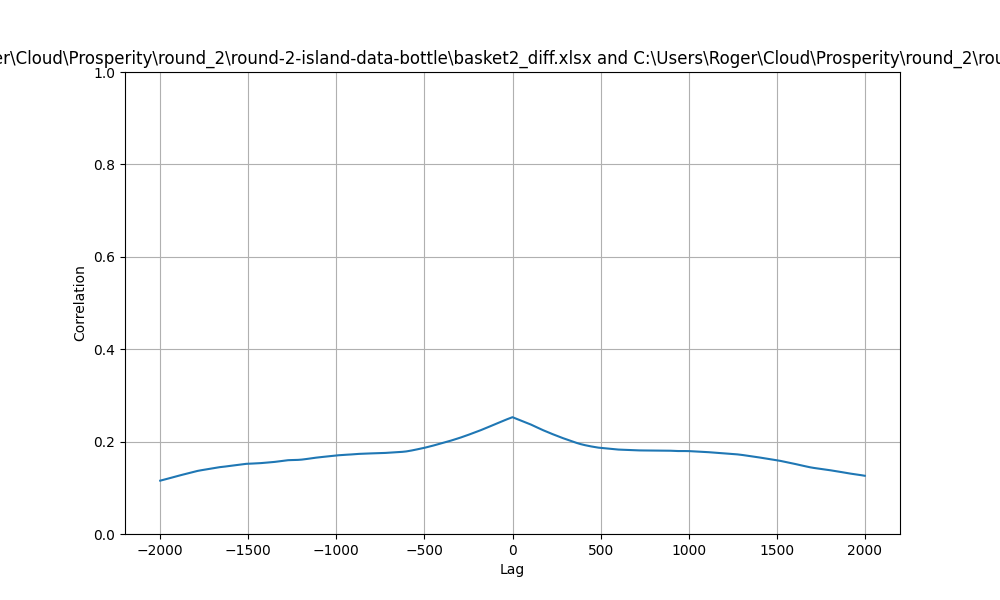 er\Cloud\Prosperity\round_2\round-2-island-data-bottle\basket2_diff.xlsx and C:\Users\Roger\Cloud\Prosperity\round_2\rou
1.0
0.8
0.6
0.4
0.2
0.0
Correlation
−2000 −1500 −1000 −500 0 500 1000 1500 2000
Lag